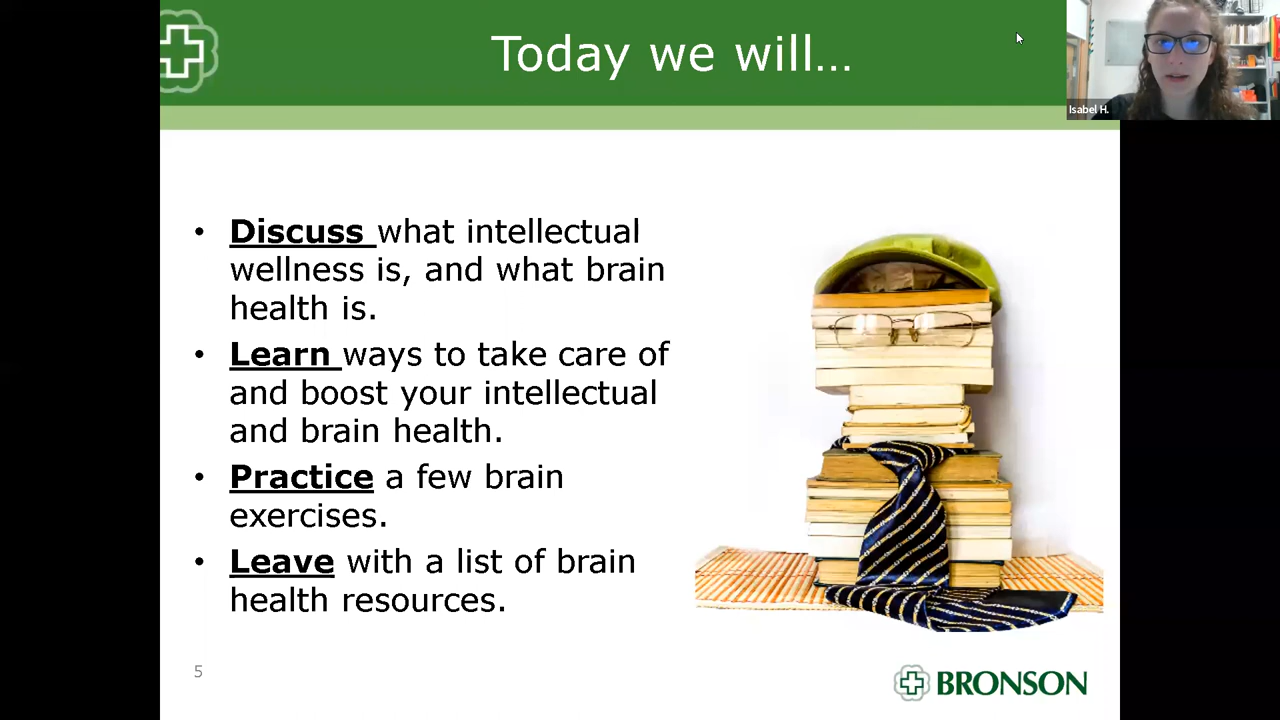 Today we will...
Isabel H.
• Discuss what intellectual
wellness is, and what brain
health is.
• Learn ways to take care of
and boost your intellectual
and brain health.
• Practice a few brain
exercises.
• Leave with a list of brain
health resources.
5
BRONSON